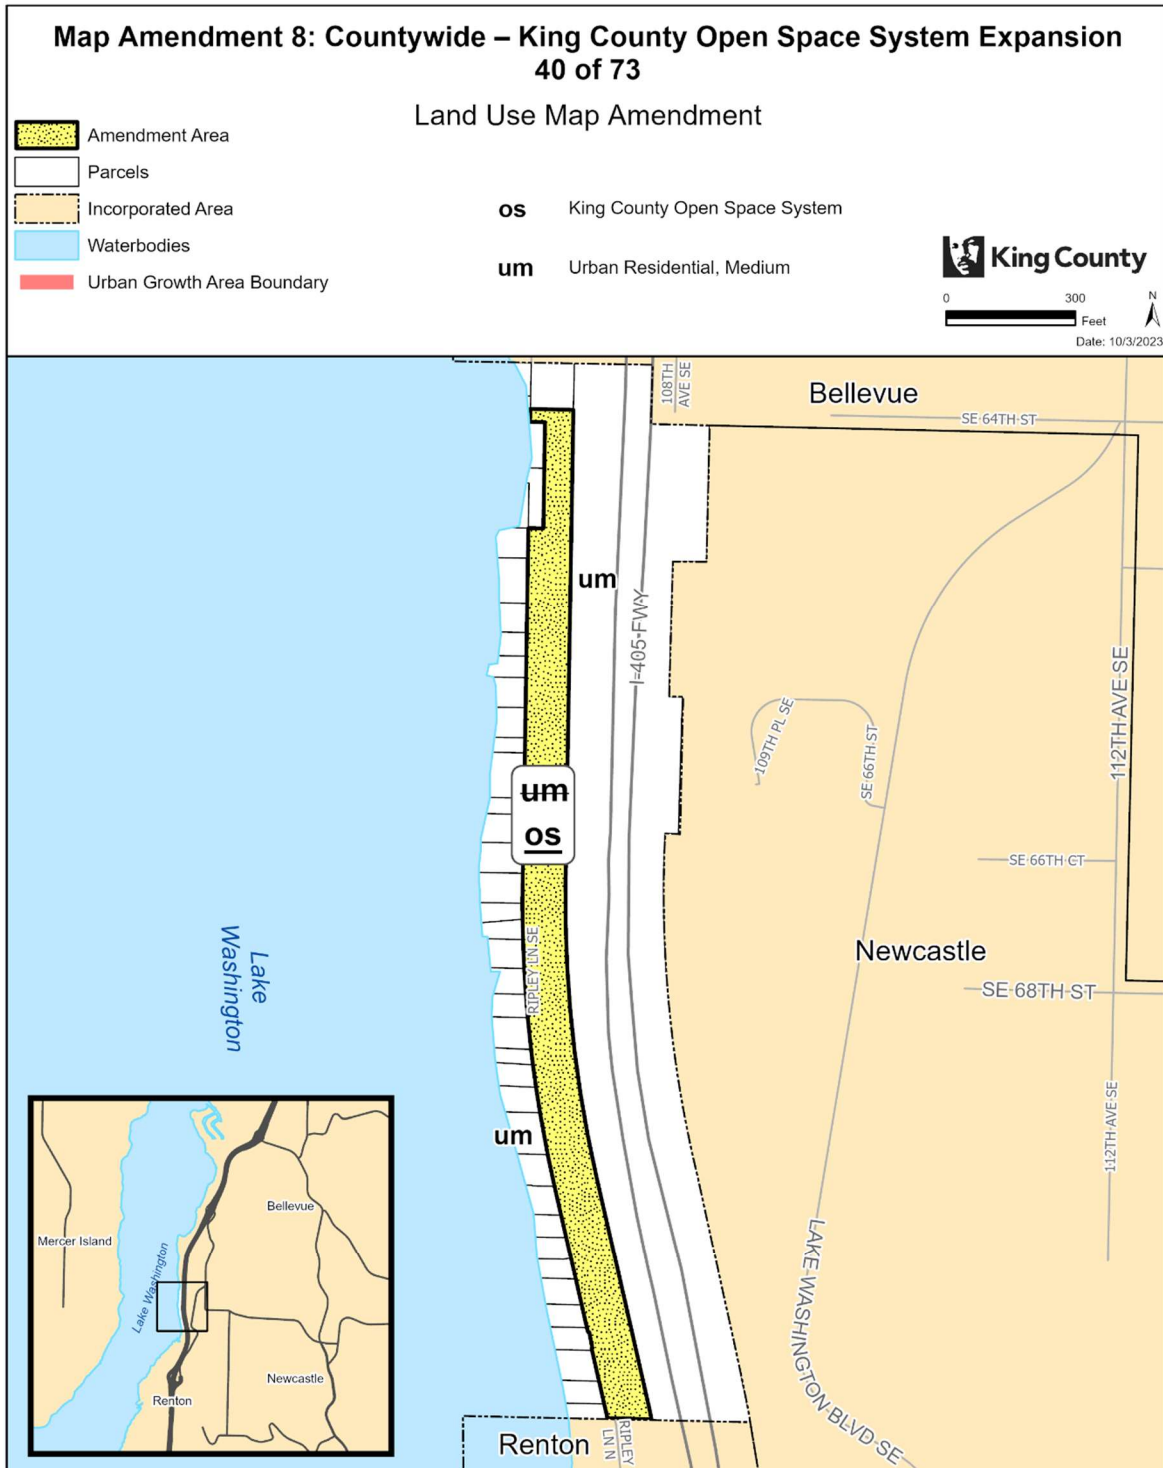 Map Amendment 8: Countywide – King County Open Space System Expansion
40 of 73
Land Use Map Amendment
Amendment Area
Parcels
Incorporated Area
Waterbodies
Urban Growth Area Boundary
os King County Open Space System
um Urban Residential, Medium
King County
0 300
Feet
N
Date: 10/3/2023
108TH
AVE SE
Bellevue
SE 64TH ST
um
I-405 FWY
109TH PL SE
SE 66TH ST
112TH AVE SE
um
os
SE 66TH CT
RIPLEY LN SE
Newcastle
SE 68TH ST
Lake
Washington
112TH AVE SE
um
LAKE WASHINGTON BLVD SE
Renton
RIPLEY
LN N
Bellevue
Mercer Island
Lake Washington
Newcastle
Renton